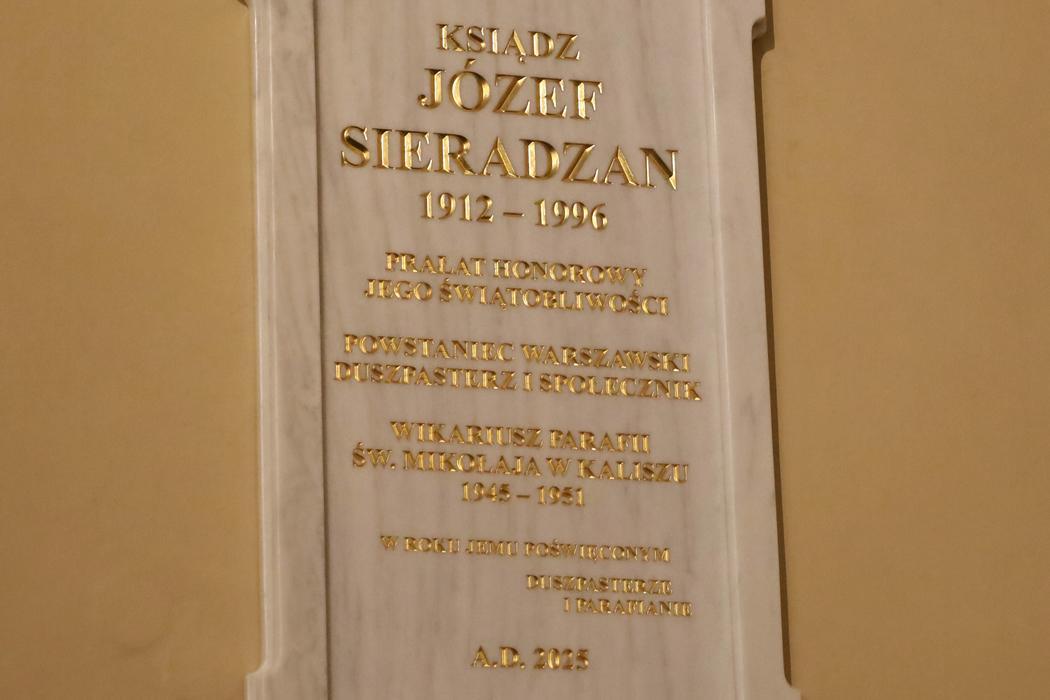 KSIĄDZ
JÓZEF
SIERADZAN
1912 – 1996
PRAŁAT HONOROWY
JEGO ŚWIĄTOBLIWOŚCI
POWSTANIEC WARSZAWSKI
DUSZPASTERZ I SPOŁECZNIK
WIKARIUSZ PARAFII
ŚW. MIKOŁAJA W KALISZU
1945 – 1951
W ROKU JEMU POŚWIĘCONYM
DUSZPASTERZE
I PARAFIANIE
A.D. 2025